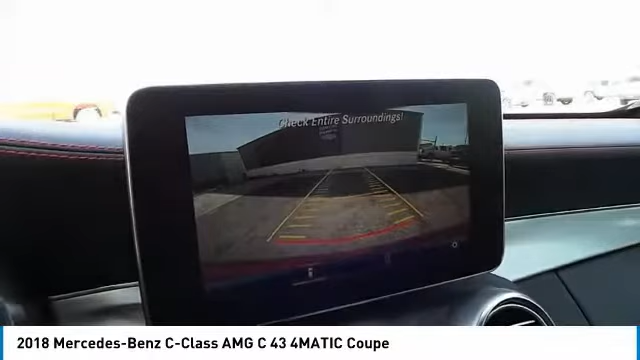 Check Entire Surroundings!
2018 Mercedes-Benz C-Class AMG C 43 4MATIC Coupe